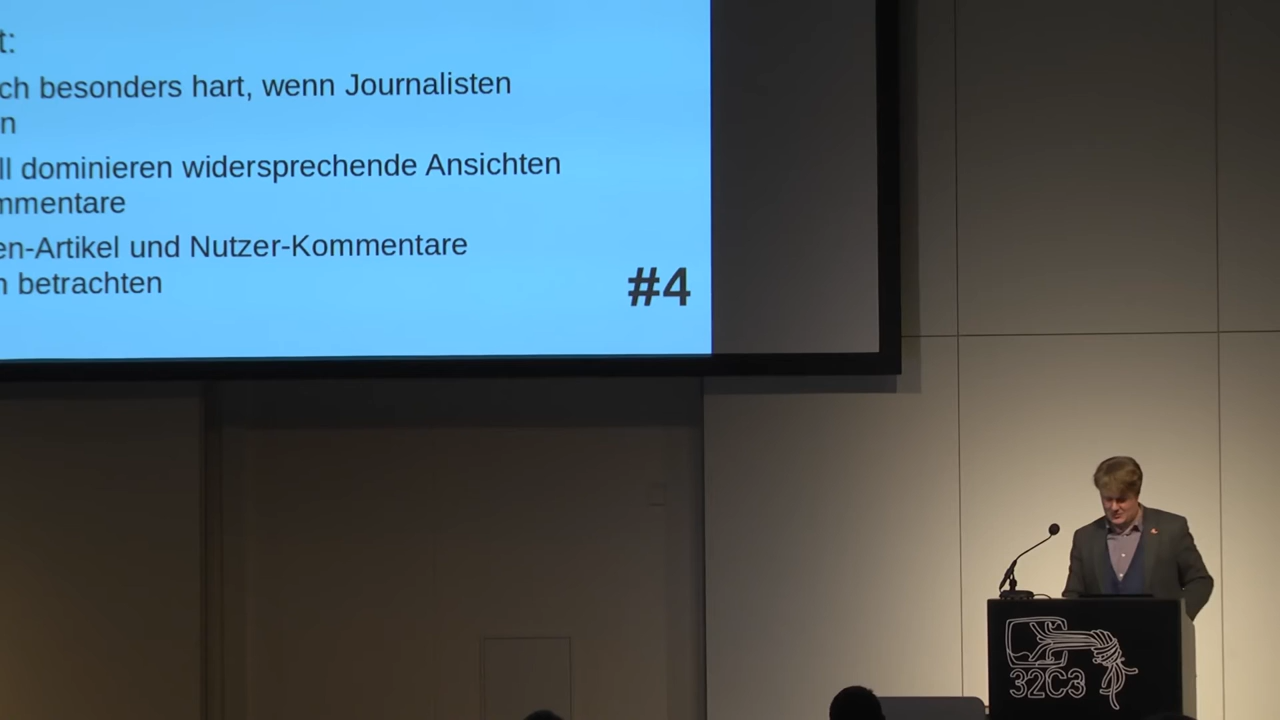 t:
ch besonders hart, wenn Journalisten
n
ll dominieren widersprechende Ansichten
mmentare
en-Artikel und Nutzer-Kommentare
n betrachten
#4
32C3